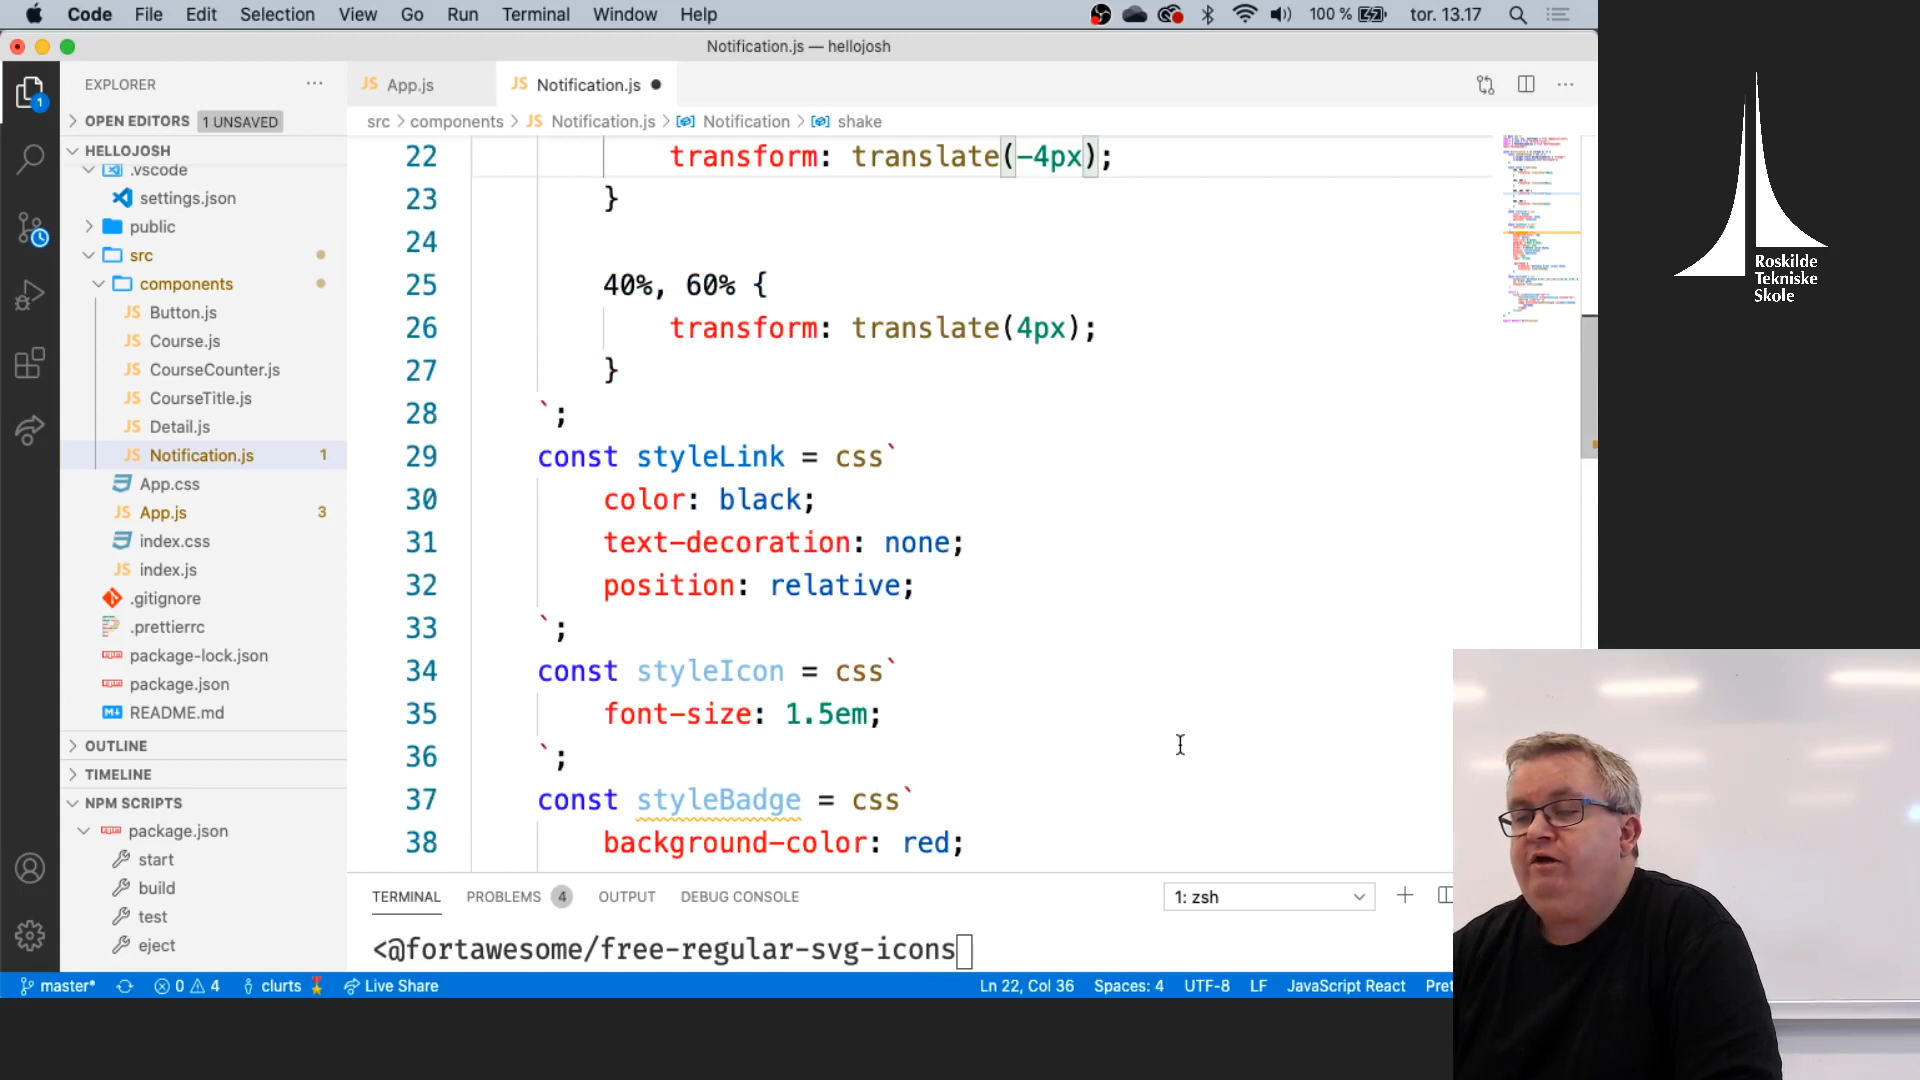 Code File Edit Selection View Go Run Terminal Window Help 100 % tor. 13.17
Notification.js — hellojosh
EXPLORER
App.js
Notification.js
OPEN EDITORS 1 UNSAVED
src > components > JS Notification.js > Notification > shake
HELLOJOSH
.vscode
settings.json
public
src
components
JS Button.js
JS Course.js
JS CourseCounter.js
JS CourseTitle.js
JS Detail.js
JS Notification.js 1
App.css
JS App.js 3
index.css
JS index.js
.gitignore
.prettierrc
package-lock.json
package.json
README.md
OUTLINE
TIMELINE
NPM SCRIPTS
package.json
start
build
test
eject
22 transform: translate(-4px);
23 }
24
25 40%, 60% {
26 transform: translate(4px);
27 }
28 `;
29 const styleLink = css`
30 color: black;
31 text-decoration: none;
32 position: relative;
33 `;
34 const styleIcon = css`
35 font-size: 1.5em;
36 `;
37 const styleBadge = css`
38 background-color: red;
TERMINAL PROBLEMS 4 OUTPUT DEBUG CONSOLE 1: zsh
<@fortawesome/free-regular-svg-icons
master* 0 4 clurts Live Share Ln 22, Col 36 Spaces: 4 UTF-8 LF JavaScript React Pret
Roskilde
Tekniske
Skole